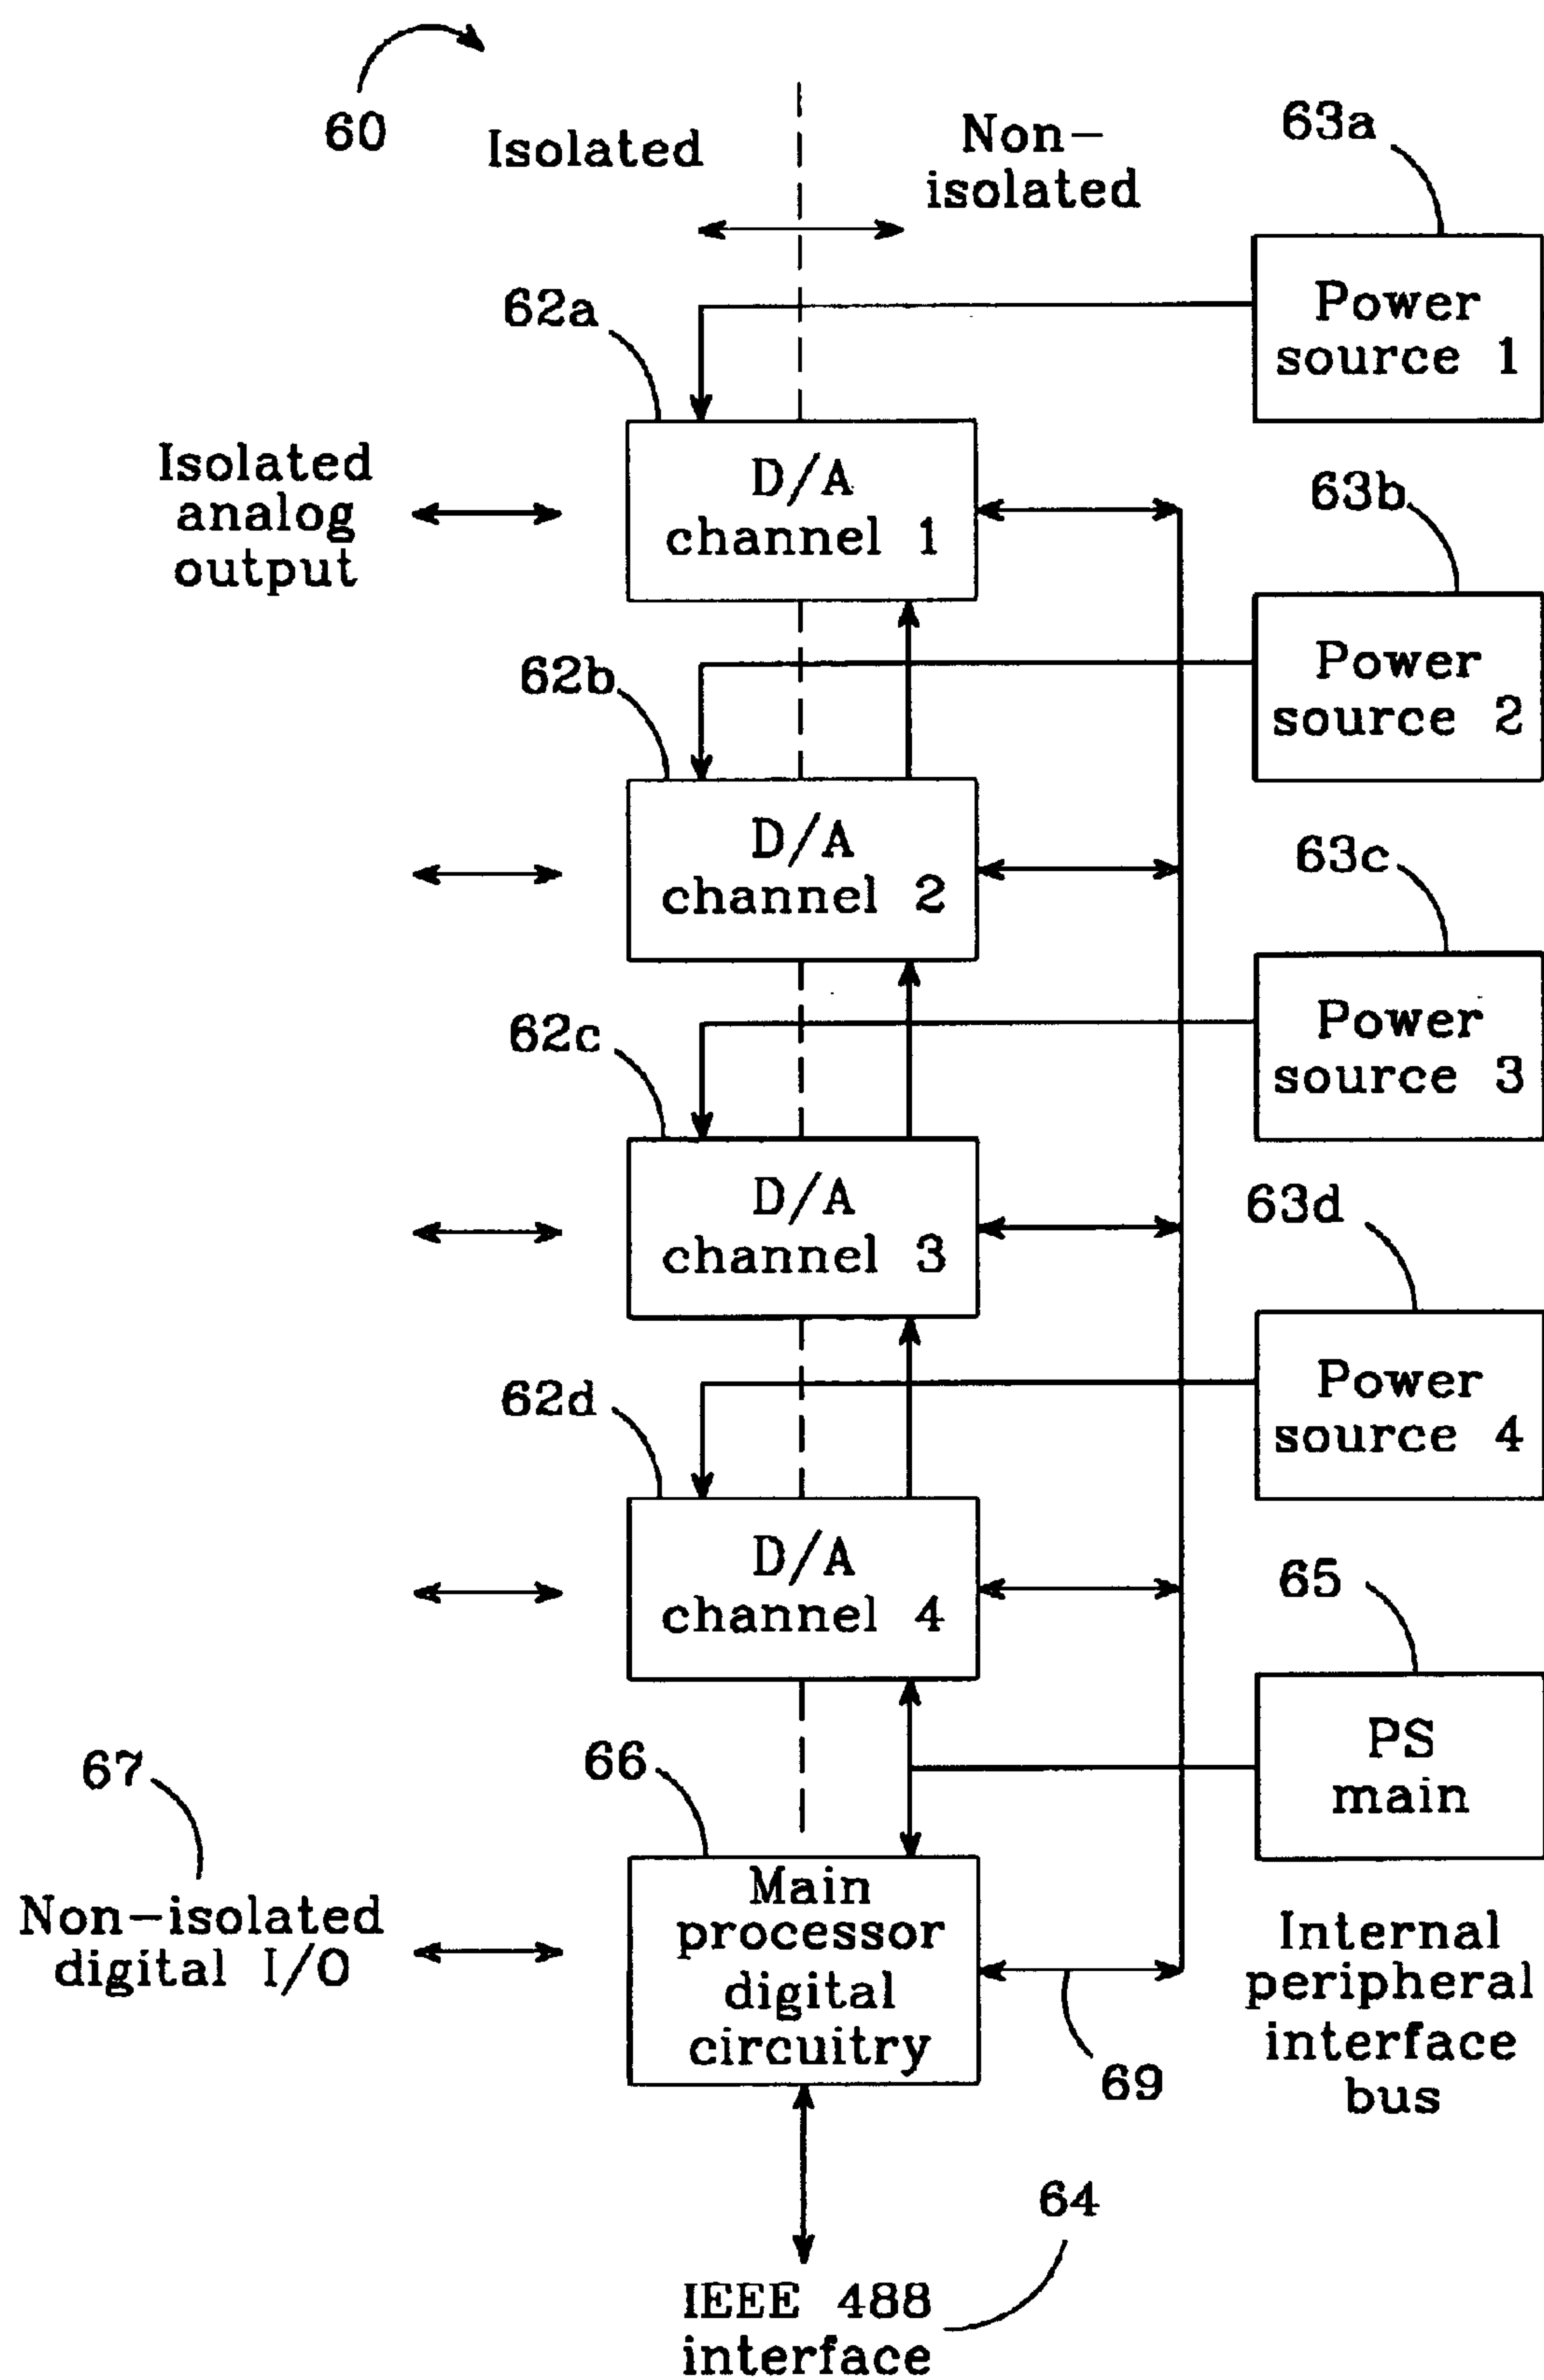 60
Isolated
Non-
isolated
63a
Power
source 1
62a
Isolated
analog
output
D/A
channel 1
63b
Power
source 2
62b
D/A
channel 2
63c
Power
source 3
62c
D/A
channel 3
63d
Power
source 4
62d
D/A
channel 4
65
PS
main
67
Non-isolated
digital I/O
66
Main
processor
digital
circuitry
69
Internal
peripheral
interface
bus
64
IEEE 488
interface